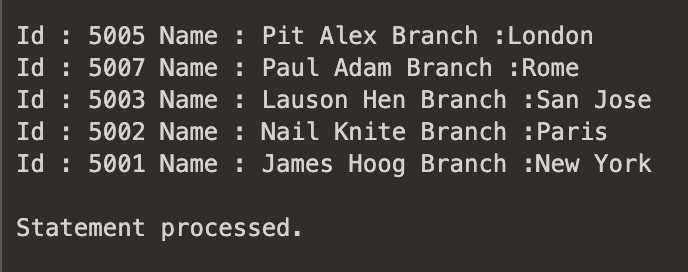 Id : 5005 Name : Pit Alex Branch :London
Id : 5007 Name : Paul Adam Branch :Rome
Id : 5003 Name : Lauson Hen Branch :San Jose
Id : 5002 Name : Nail Knite Branch :Paris
Id : 5001 Name : James Hoog Branch :New York
Statement processed.